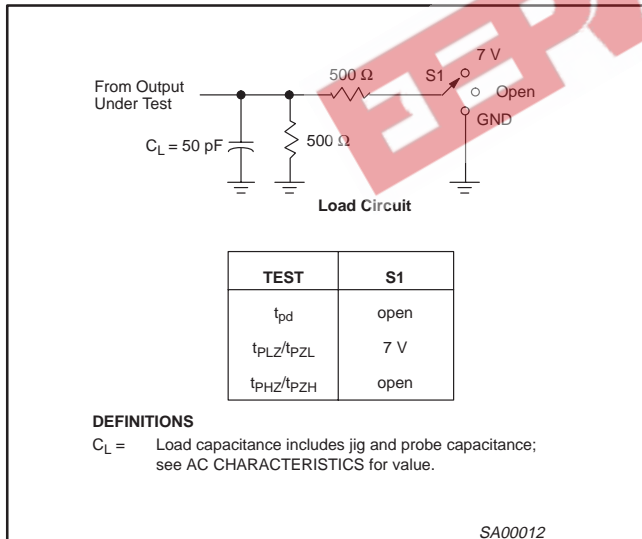 7 V
500 Ω
S1
From Output
Under Test
Open
GND
C_L = 50 pF
500 Ω
Load Circuit
TEST S1
t_pd open
t_PLZ/t_PZL 7 V
t_PHZ/t_PZH open
DEFINITIONS
C_L = Load capacitance includes jig and probe capacitance;
see AC CHARACTERISTICS for value.
SA00012